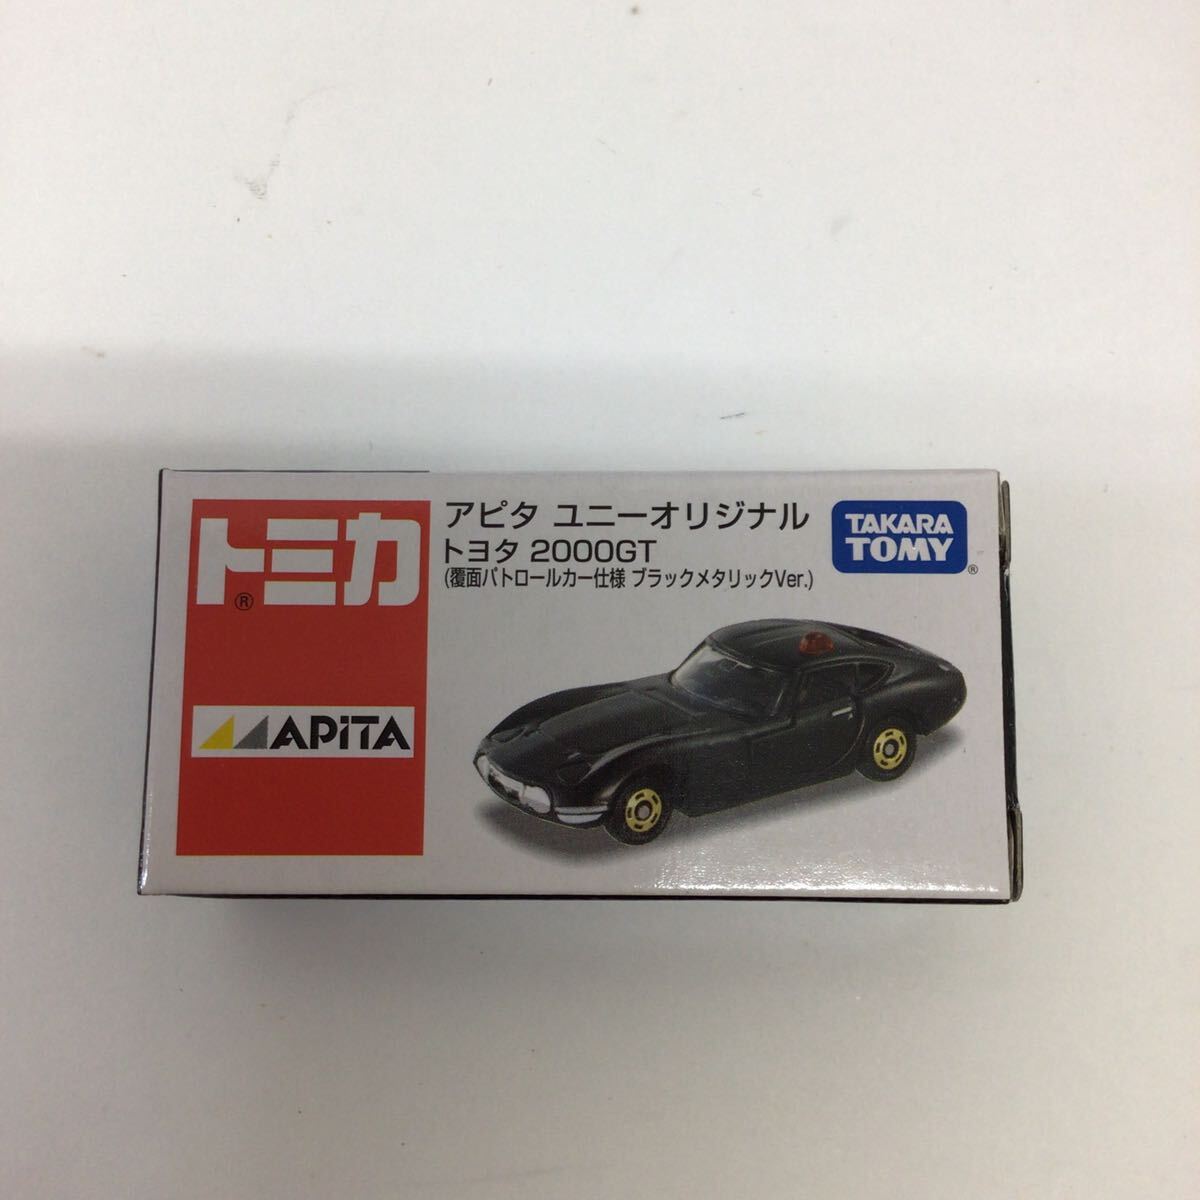 トミカ®
APiTA
アピタ ユニーオリジナル
トヨタ 2000GT
(覆面パトロールカー仕様 ブラックメタリックVer.)
TAKARA
TOMY®